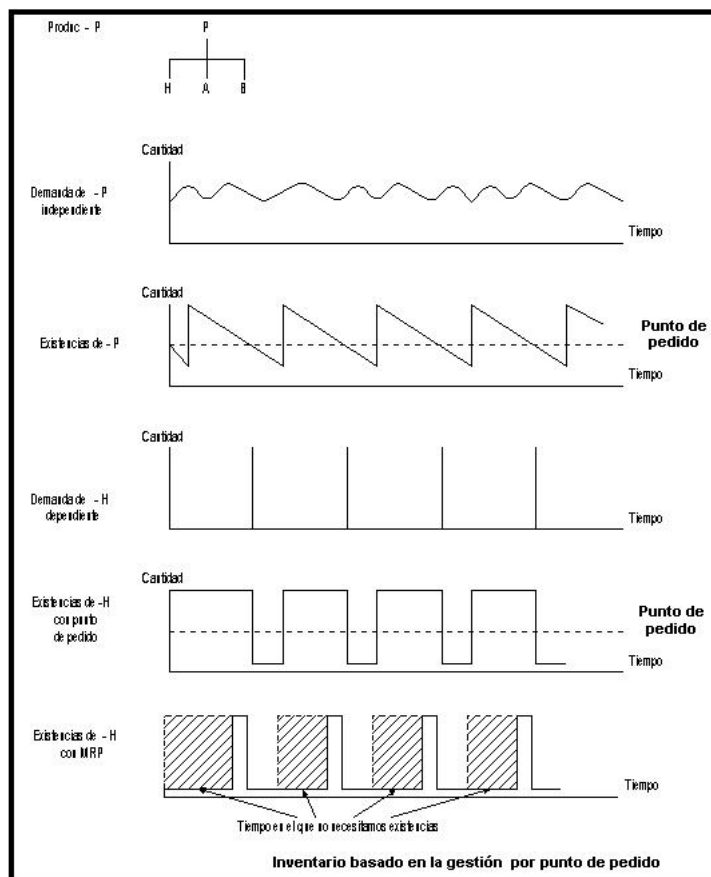 Produc - P
P
H A B
Cantidad
Demanda de - P
independiente
Tiempo
Cantidad
Existencias de - P
Punto de
pedido
Tiempo
Cantidad
Demanda de - H
dependiente
Tiempo
Cantidad
Existencias de - H
con punto
de pedido
Punto de
pedido
Tiempo
Existencias de - H
con MRP
Tiempo
Tiempo en el que no necesitamos existencias
Inventario basado en la gestión por punto de pedido